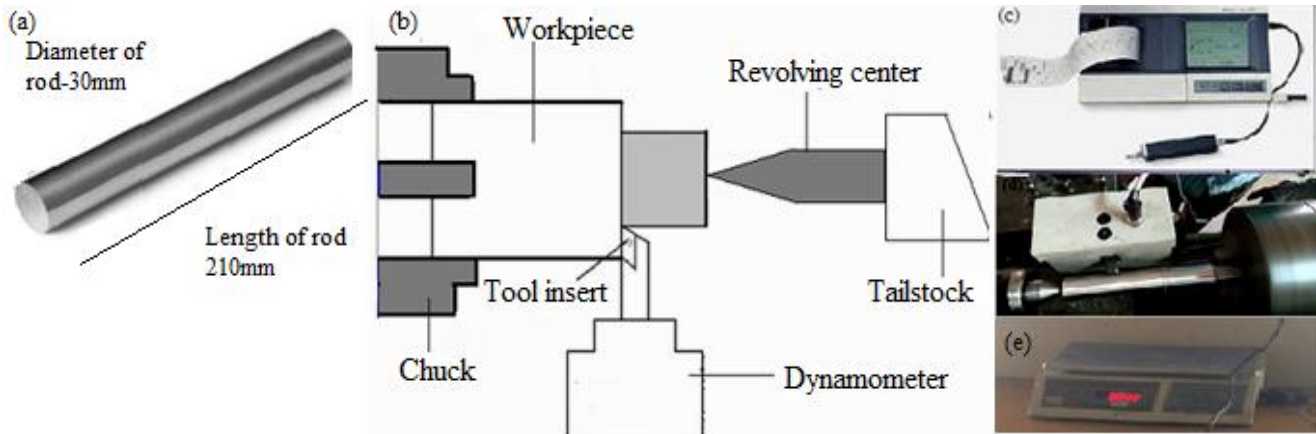 (a)
Diameter of
rod-30mm
Length of rod
210mm
(b)
Workpiece
Revolving center
Tool insert
Tailstock
Chuck
Dynamometer
(c)
(e)